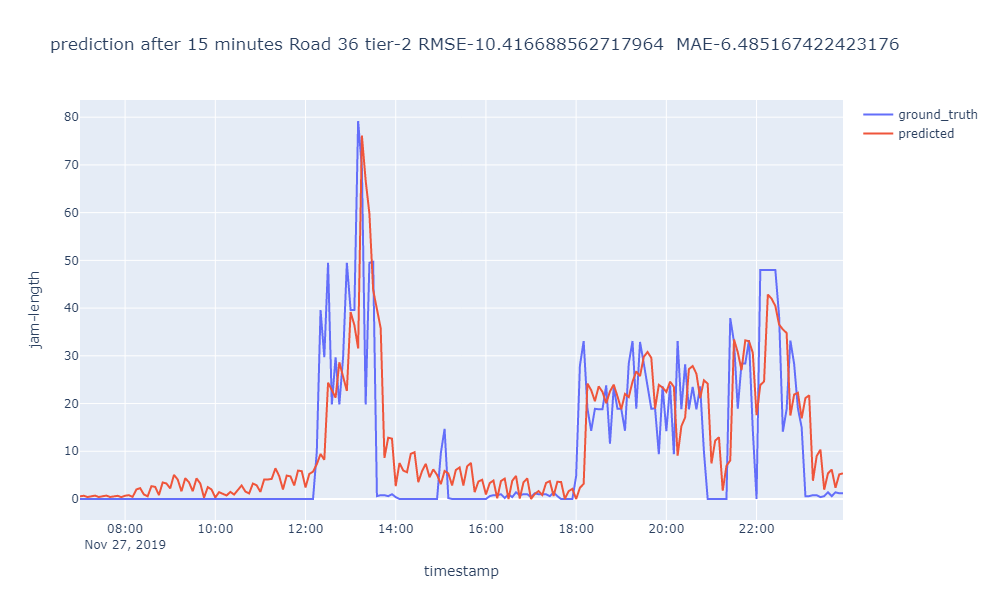 prediction after 15 minutes Road 36 tier-2 RMSE-10.416688562717964  MAE-6.485167422423176
ground_truth
predicted
80
70
60
50
40
30
20
10
0
jam-length
08:00 10:00 12:00 14:00 16:00 18:00 20:00 22:00
Nov 27, 2019
timestamp